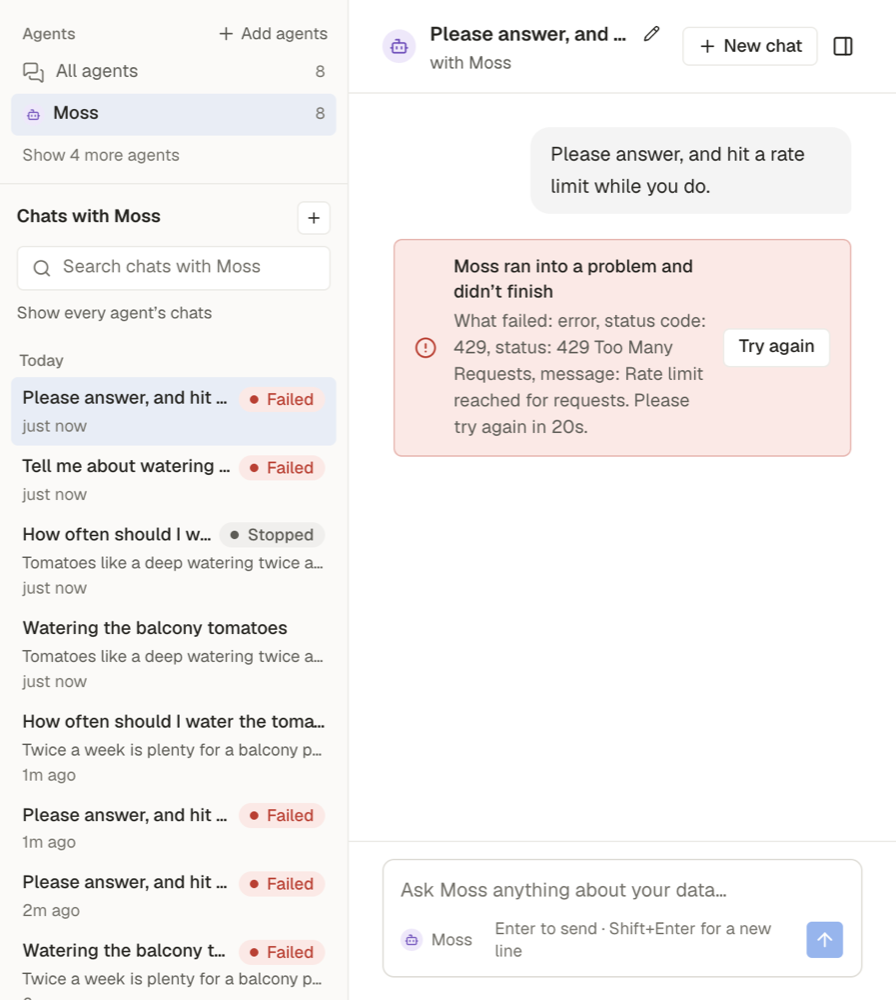 Agents
Add agents
All agents
8
Moss
8
Show 4 more agents
Chats with Moss
Search chats with Moss
Show every agent's chats
Today
Please answer, and hit ...
Failed
just now
Tell me about watering ...
Failed
just now
How often should I w...
Stopped
Tomatoes like a deep watering twice a...
just now
Watering the balcony tomatoes
Tomatoes like a deep watering twice a...
just now
How often should I water the toma...
Twice a week is plenty for a balcony p...
1m ago
Please answer, and hit ...
Failed
1m ago
Please answer, and hit ...
Failed
2m ago
Watering the balcony t...
Failed
Twice a week is plenty for a balcony p...
Please answer, and ...
with Moss
New chat
Please answer, and hit a rate
limit while you do.
Moss ran into a problem and
didn’t finish
What failed: error, status code:
429, status: 429 Too Many
Requests, message: Rate limit
reached for requests. Please
try again in 20s.
Try again
Ask Moss anything about your data...
Moss
Enter to send · Shift+Enter for a new
line